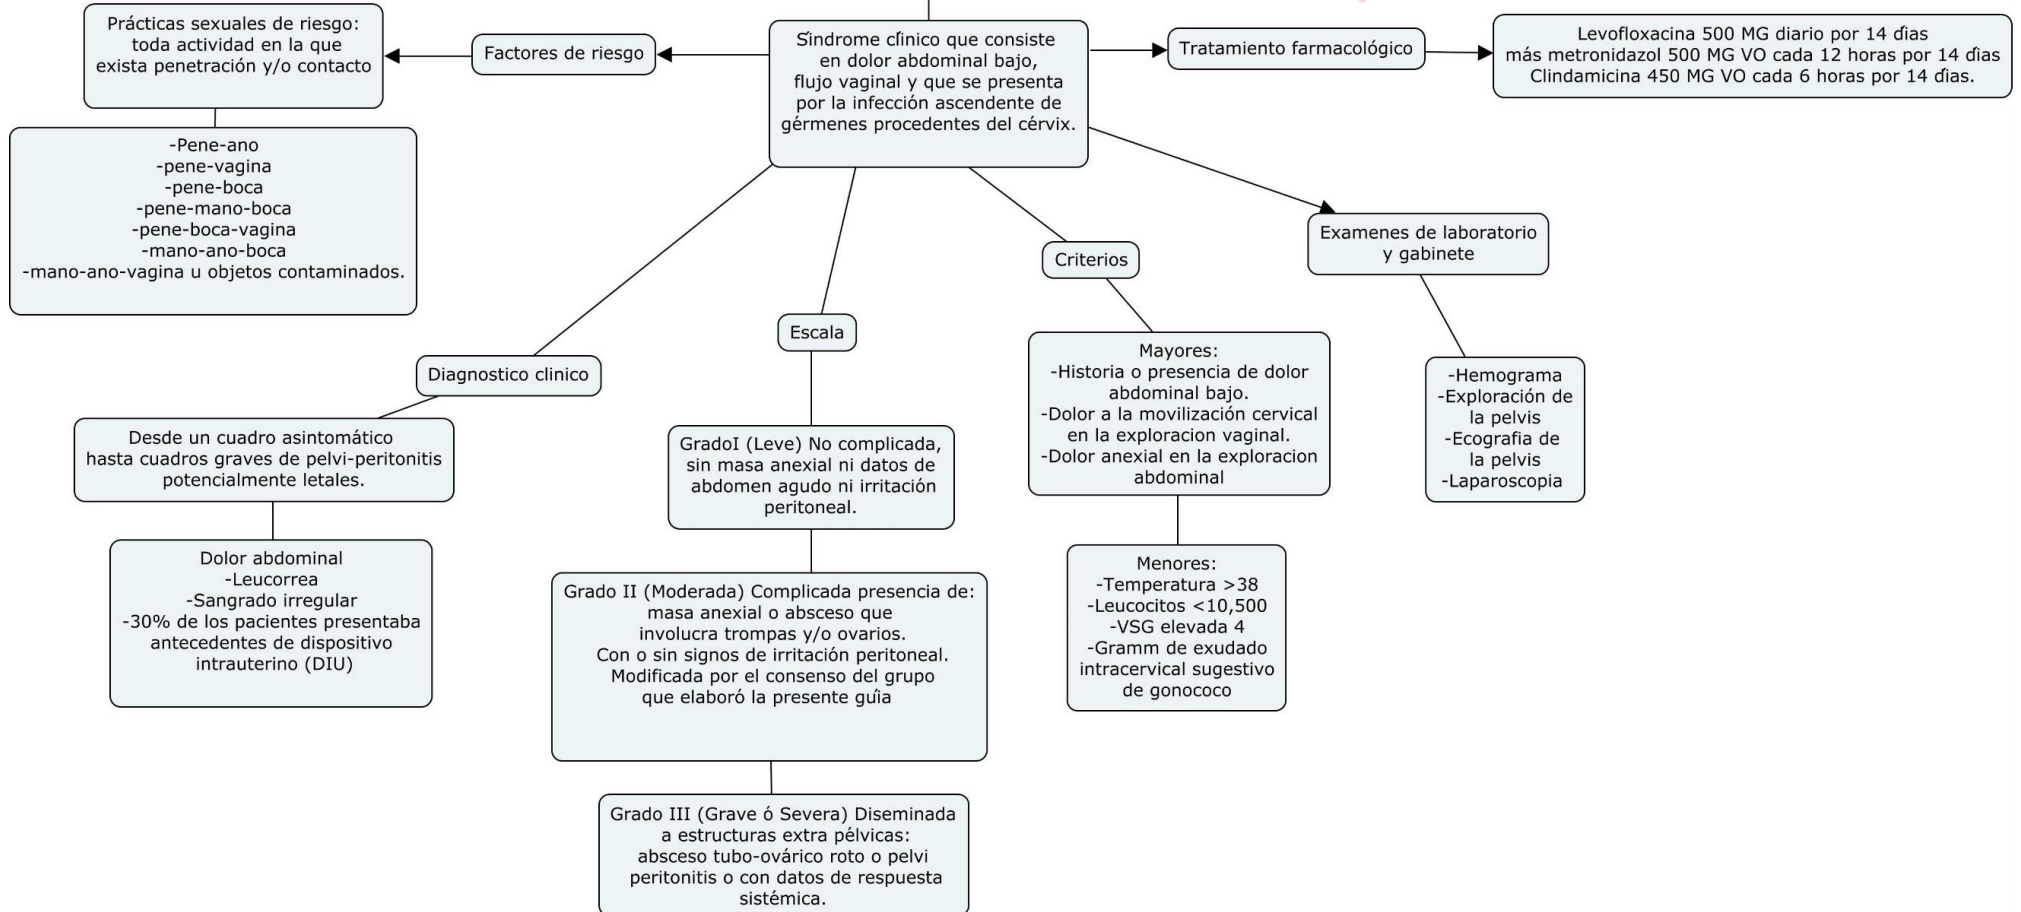 Prácticas sexuales de riesgo:
toda actividad en la que
exista penetración y/o contacto
Factores de riesgo
Síndrome clínico que consiste
en dolor abdominal bajo,
flujo vaginal y que se presenta
por la infección ascendente de
gérmenes procedentes del cérvix.
Tratamiento farmacológico
Levofloxacina 500 MG diario por 14 días
más metronidazol 500 MG VO cada 12 horas por 14 días
Clindamicina 450 MG VO cada 6 horas por 14 días.
-Pene-ano
-pene-vagina
-pene-boca
-pene-mano-boca
-pene-boca-vagina
-mano-ano-boca
-mano-ano-vagina u objetos contaminados.
Examenes de laboratorio
y gabinete
Criterios
Escala
Diagnostico clinico
Mayores:
-Historia o presencia de dolor
abdominal bajo.
-Dolor a la movilización cervical
en la exploracion vaginal.
-Dolor anexial en la exploracion
abdominal
-Hemograma
-Exploración de
la pelvis
-Ecografia de
la pelvis
-Laparoscopia
Desde un cuadro asintomático
hasta cuadros graves de pelvi-peritonitis
potencialmente letales.
GradoI (Leve) No complicada,
sin masa anexial ni datos de
abdomen agudo ni irritación
peritoneal.
Dolor abdominal
-Leucorrea
-Sangrado irregular
-30% de los pacientes presentaba
antecedentes de dispositivo
intrauterino (DIU)
Menores:
-Temperatura >38
-Leucocitos <10,500
-VSG elevada 4
-Gramm de exudado
intracervical sugestivo
de gonococo
Grado II (Moderada) Complicada presencia de:
masa anexial o absceso que
involucra trompas y/o ovarios.
Con o sin signos de irritación peritoneal.
Modificada por el consenso del grupo
que elaboró la presente guía
Grado III (Grave ó Severa) Diseminada
a estructuras extra pélvicas:
absceso tubo-ovárico roto o pelvi
peritonitis o con datos de respuesta
sistémica.